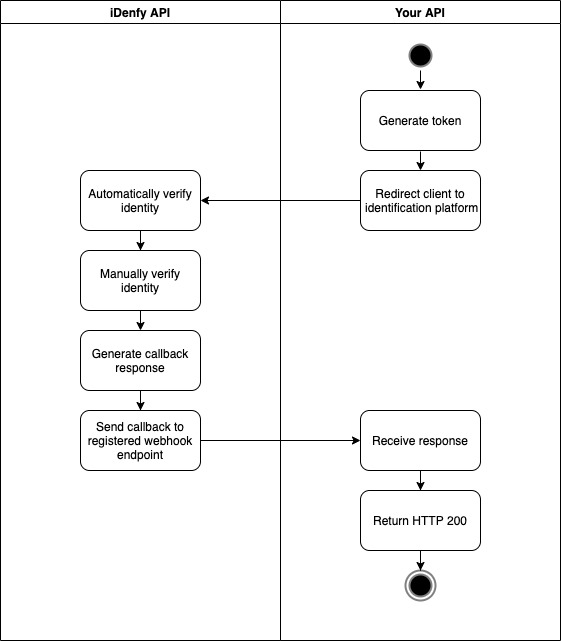 iDenfy API
Your API
Generate token
Redirect client to
identification platform
Automatically verify
identity
Manually verify
identity
Generate callback
response
Send callback to
registered webhook
endpoint
Receive response
Return HTTP 200